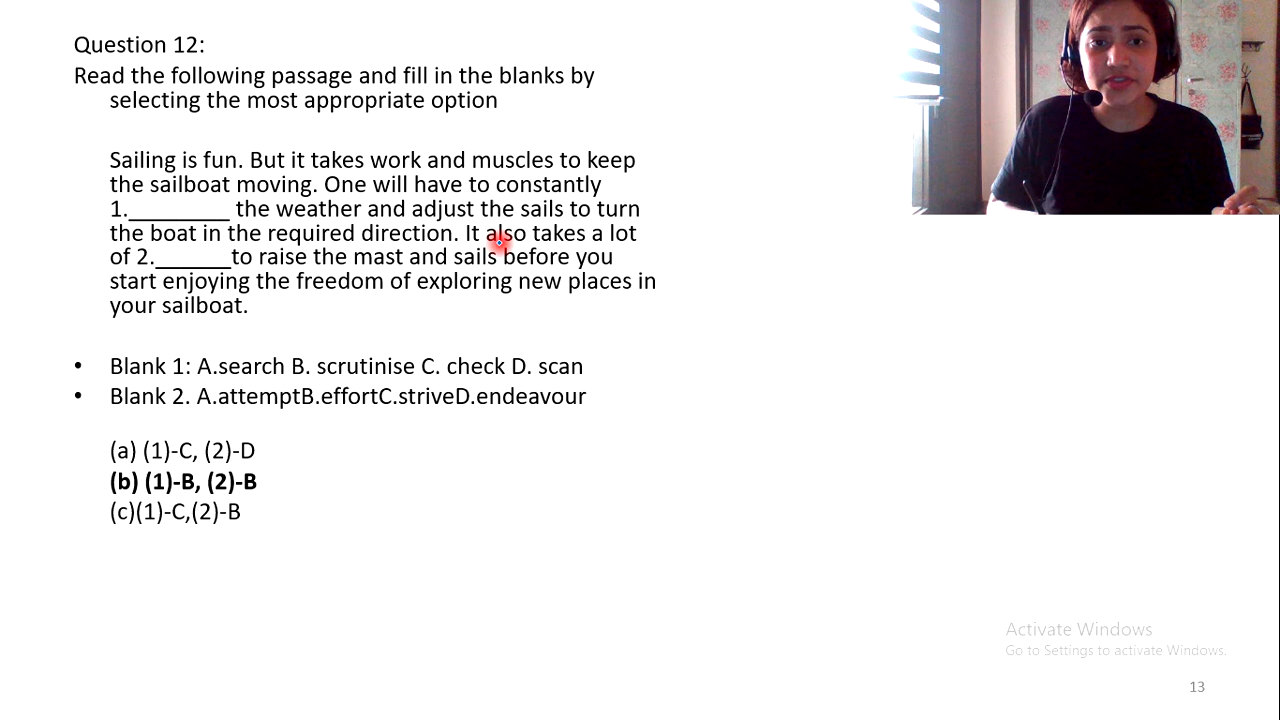 Question 12:
Read the following passage and fill in the blanks by
selecting the most appropriate option
Sailing is fun. But it takes work and muscles to keep
the sailboat moving. One will have to constantly
1.________ the weather and adjust the sails to turn
the boat in the required direction. It also takes a lot
of 2.______to raise the mast and sails before you
start enjoying the freedom of exploring new places in
your sailboat.
• Blank 1: A.search B. scrutinise C. check D. scan
• Blank 2. A.attemptB.effortC.striveD.endeavour
(a) (1)-C, (2)-D
(b) (1)-B, (2)-B
(c)(1)-C,(2)-B
Activate Windows
Go to Settings to activate Windows.
13